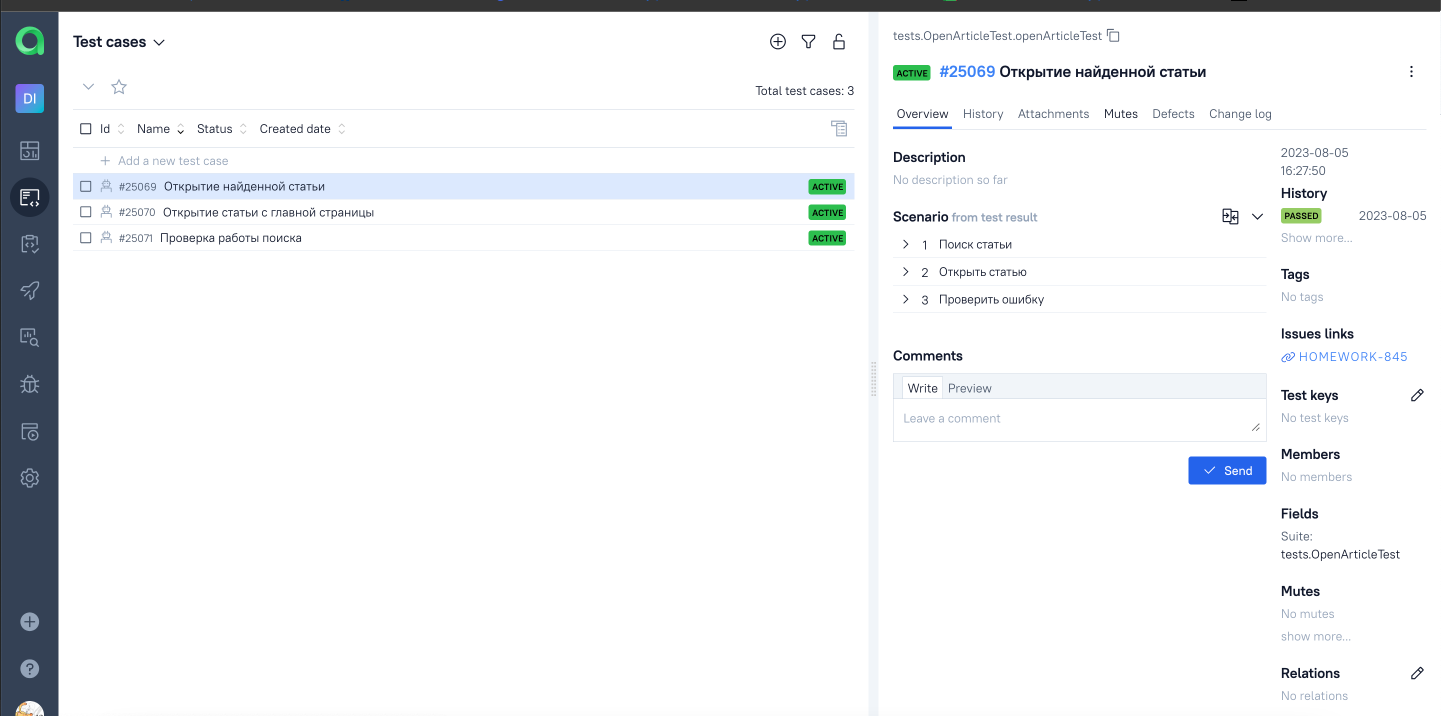 DI
Test cases
Total test cases: 3
Id Name Status Created date
Add a new test case
#25069 Открытие найденной статьи ACTIVE
#25070 Открытие статьи с главной страницы ACTIVE
#25071 Проверка работы поиска ACTIVE
tests.OpenArticleTest.openArticleTest
ACTIVE #25069 Открытие найденной статьи
Overview History Attachments Mutes Defects Change log
Description
No description so far
Scenario from test result
1 Поиск статьи
2 Открыть статью
3 Проверить ошибку
Comments
Write Preview
Leave a comment
Send
2023-08-05
16:27:50
History
PASSED 2023-08-05
Show more...
Tags
No tags
Issues links
HOMEWORK-845
Test keys
No test keys
Members
No members
Fields
Suite:
tests.OpenArticleTest
Mutes
No mutes
show more...
Relations
No relations